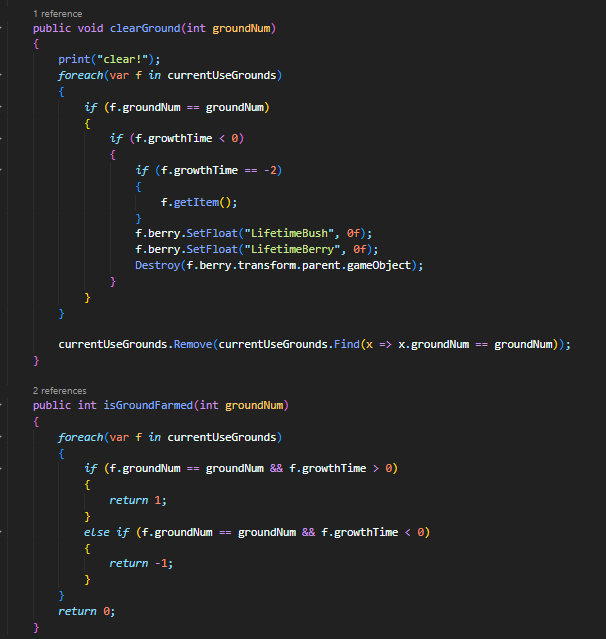 1 reference
public void clearGround(int groundNum)
{
print("clear!");
foreach(var f in currentUseGrounds)
{
if (f.groundNum == groundNum)
{
if (f.growthTime < 0)
{
if (f.growthTime == -2)
{
f.getItem();
}
f.berry.SetFloat("LifetimeBush", 0f);
f.berry.SetFloat("LifetimeBerry", 0f);
Destroy(f.berry.transform.parent.gameObject);
}
}
}
currentUseGrounds.Remove(currentUseGrounds.Find(x => x.groundNum == groundNum));
}
2 references
public int isGroundFarmed(int groundNum)
{
foreach(var f in currentUseGrounds)
{
if (f.groundNum == groundNum && f.growthTime > 0)
{
return 1;
}
else if (f.groundNum == groundNum && f.growthTime < 0)
{
return -1;
}
}
return 0;
}